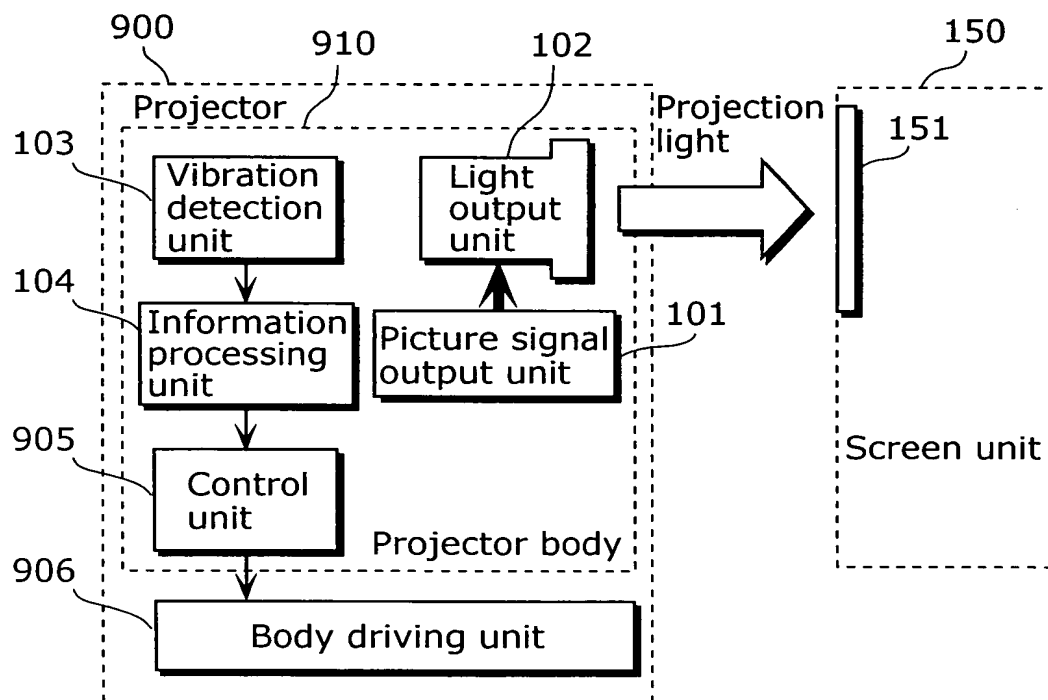 900
910
102
150
Projector
Projection
light
103
151
Vibration
detection
unit
Light
output
unit
104
Information
processing
unit
Picture signal
output unit
101
905
Control
unit
Screen unit
Projector body
906
Body driving unit